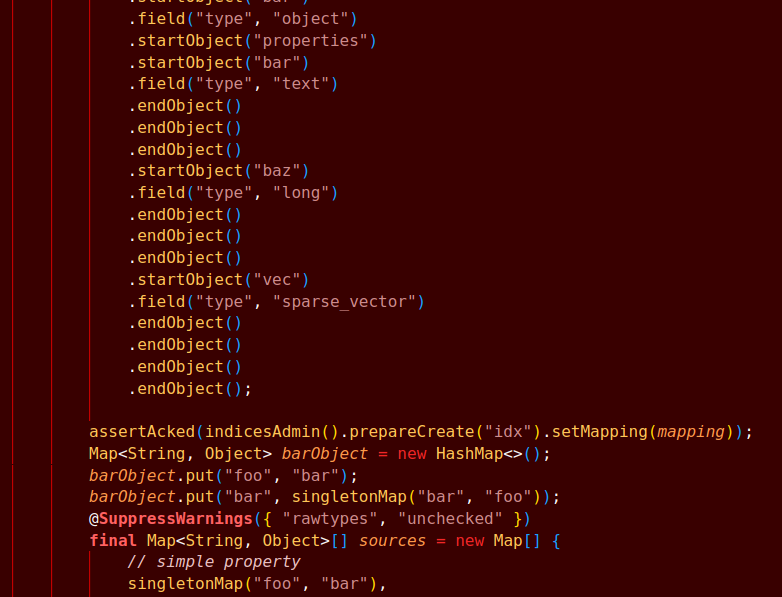 .startObject("bar")
.field("type", "object")
.startObject("properties")
.startObject("bar")
.field("type", "text")
.endObject()
.endObject()
.endObject()
.startObject("baz")
.field("type", "long")
.endObject()
.endObject()
.endObject()
.startObject("vec")
.field("type", "sparse_vector")
.endObject()
.endObject()
.endObject()
.endObject();
assertAcked(indicesAdmin().prepareCreate("idx").setMapping(mapping));
Map<String, Object> barObject = new HashMap<>();
barObject.put("foo", "bar");
barObject.put("bar", singletonMap("bar", "foo"));
@SuppressWarnings({ "rawtypes", "unchecked" })
final Map<String, Object>[] sources = new Map[] {
// simple property
singletonMap("foo", "bar"),